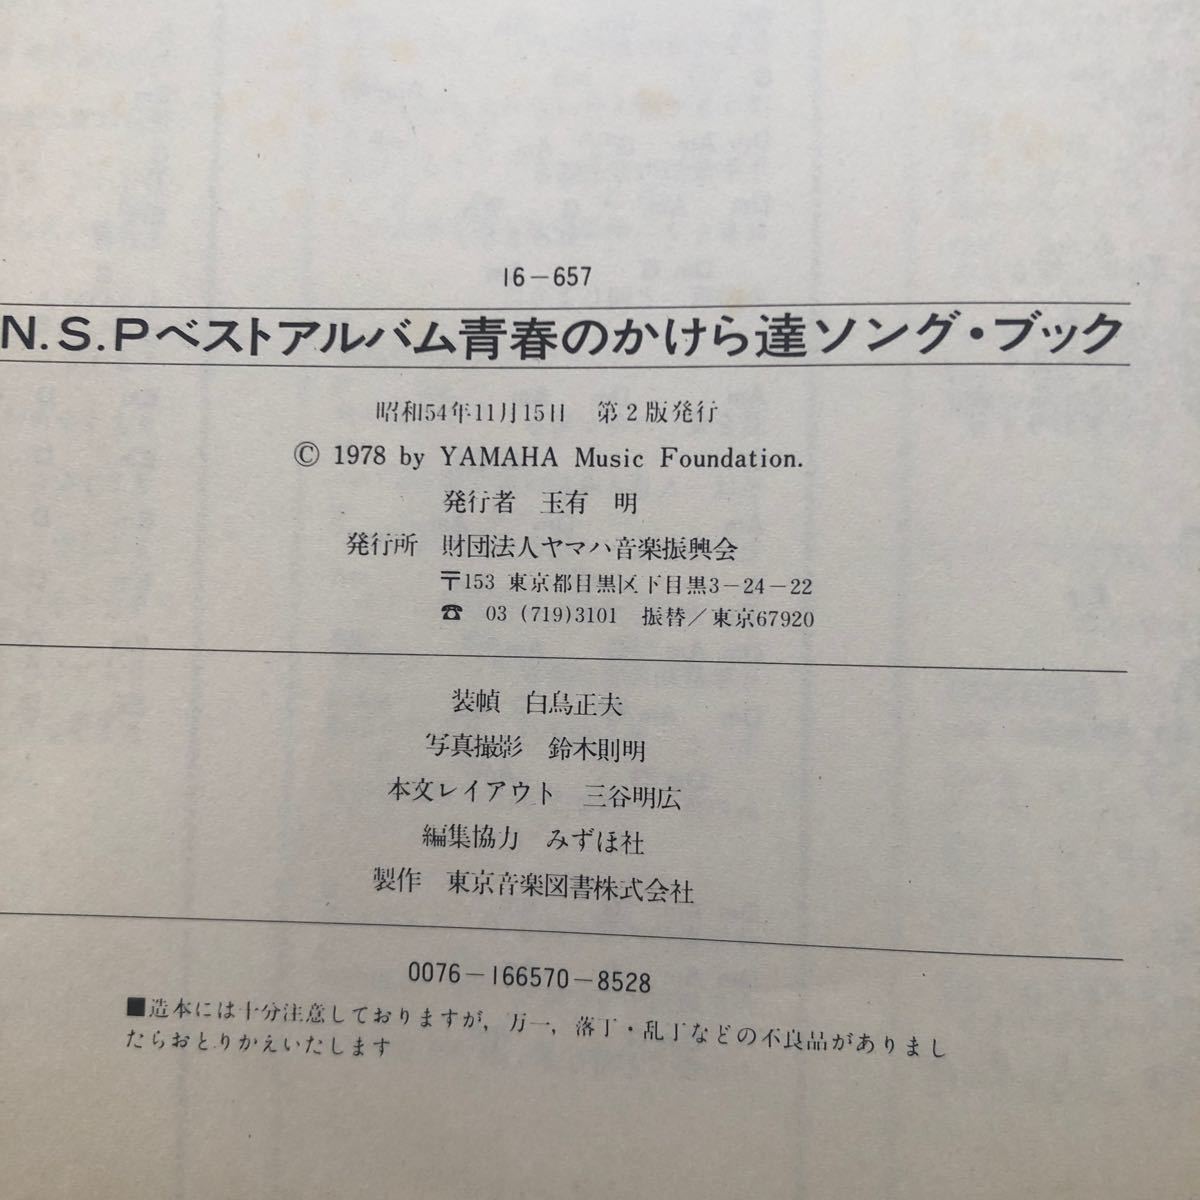 16-657
N.S.Pベストアルバム青春のかけら達ソング・ブック
昭和54年11月15日 第2版発行
© 1978 by YAMAHA Music Foundation.
発行者 玉有 明
発行所 財団法人ヤマハ音楽振興会
〒153 東京都目黒区下目黒3-24-22
☎ 03 (719)3101 振替/東京67920
装幀 白鳥正夫
写真撮影 鈴木則明
本文レイアウト 三谷明広
編集協力 みずほ社
製作 東京音楽図書株式会社
0076-166570-8528
■造本には十分注意しておりますが,万一,落丁・乱丁などの不良品がありまし
たらおとりかえいたします